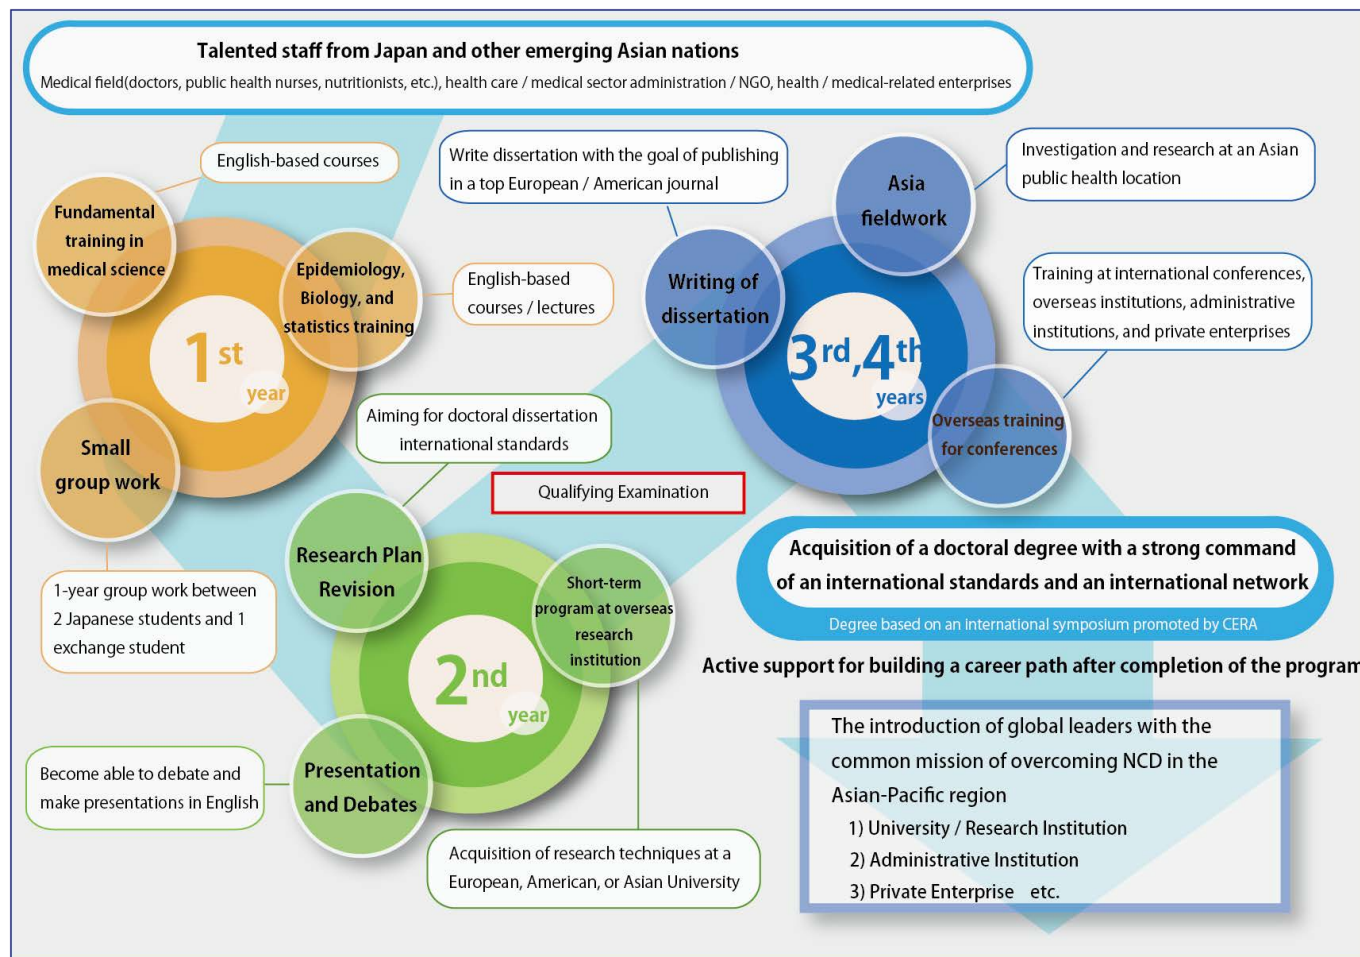 Talented staff from Japan and other emerging Asian nations
Medical field(doctors, public health nurses, nutritionists, etc.), health care / medical sector administration / NGO, health / medical-related enterprises
English-based courses
Fundamental
training in
medical science
Epidemiology,
Biology, and
statistics training
English-based
courses / lectures
1st
year
Small
group work
1-year group work between
2 Japanese students and 1
exchange student
Write dissertation with the goal of publishing
in a top European / American journal
Writing of
dissertation
Asia
fieldwork
Investigation and research at an Asian
public health location
Training at international conferences,
overseas institutions, administrative
institutions, and private enterprises
3rd,4th
years
Overseas training
for conferences
Aiming for doctoral dissertation
international standards
Qualifying Examination
Research Plan
Revision
Short-term
program at overseas
research
institution
2nd
year
Presentation
and Debates
Become able to debate and
make presentations in English
Acquisition of research techniques at a
European, American, or Asian University
Acquisition of a doctoral degree with a strong command
of an international standards and an international network
Degree based on an international symposium promoted by CERA
Active support for building a career path after completion of the program
The introduction of global leaders with the
common mission of overcoming NCD in the
Asian-Pacific region
1) University / Research Institution
2) Administrative Institution
3) Private Enterprise etc.